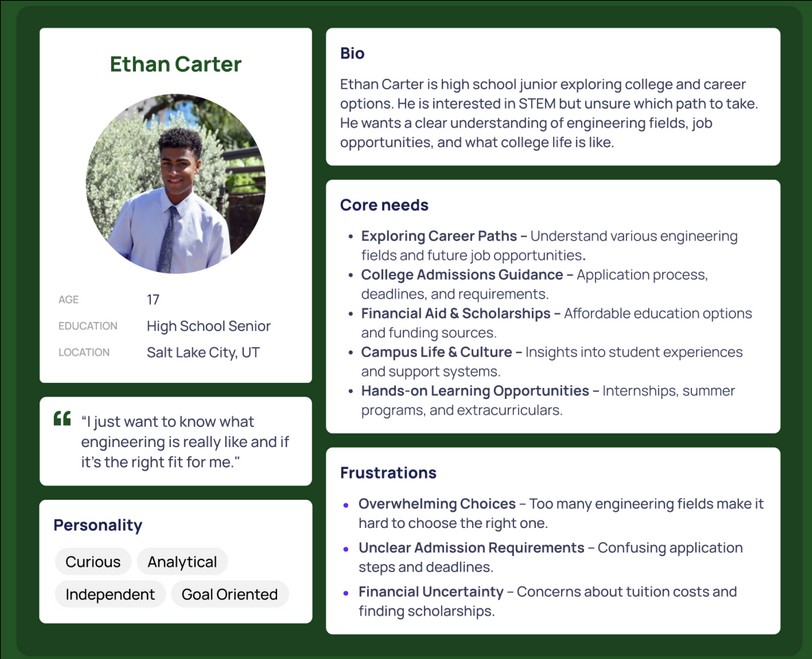 Ethan Carter
AGE 17
EDUCATION High School Senior
LOCATION Salt Lake City, UT
“I just want to know what
engineering is really like and if
it's the right fit for me."
Personality
Curious Analytical
Independent Goal Oriented
Bio
Ethan Carter is high school junior exploring college and career
options. He is interested in STEM but unsure which path to take.
He wants a clear understanding of engineering fields, job
opportunities, and what college life is like.
Core needs
• Exploring Career Paths – Understand various engineering
fields and future job opportunities.
• College Admissions Guidance – Application process,
deadlines, and requirements.
• Financial Aid & Scholarships – Affordable education options
and funding sources.
• Campus Life & Culture – Insights into student experiences
and support systems.
• Hands-on Learning Opportunities – Internships, summer
programs, and extracurriculars.
Frustrations
• Overwhelming Choices – Too many engineering fields make it
hard to choose the right one.
• Unclear Admission Requirements – Confusing application
steps and deadlines.
• Financial Uncertainty – Concerns about tuition costs and
finding scholarships.